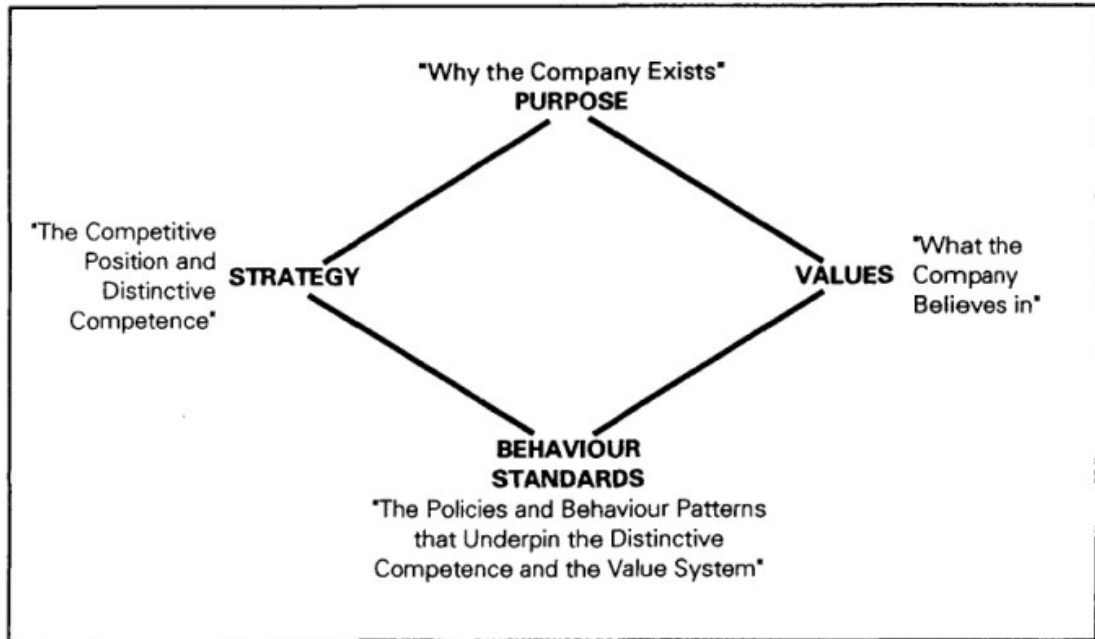 "Why the Company Exists"
PURPOSE
"The Competitive
Position and
Distinctive
Competence"
STRATEGY
VALUES
"What the
Company
Believes in"
BEHAVIOUR
STANDARDS
"The Policies and Behaviour Patterns
that Underpin the Distinctive
Competence and the Value System"